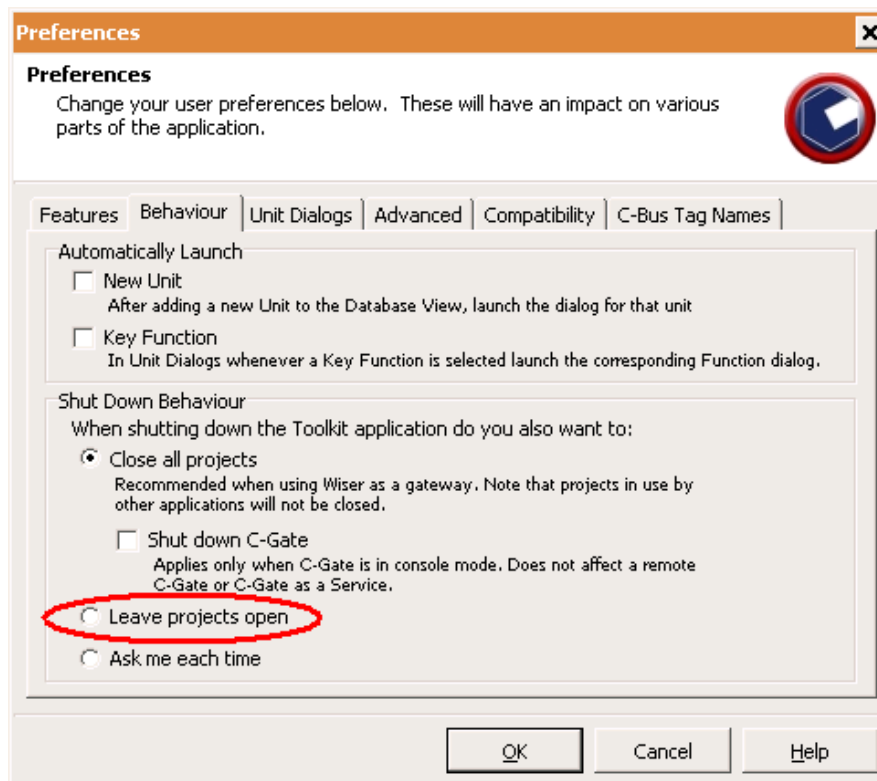 Preferences
Preferences
Change your user preferences below. These will have an impact on various
parts of the application.
Features Behaviour Unit Dialogs Advanced Compatibility C-Bus Tag Names
Automatically Launch
New Unit
After adding a new Unit to the Database View, launch the dialog for that unit
Key Function
In Unit Dialogs whenever a Key Function is selected launch the corresponding Function dialog.
Shut Down Behaviour
When shutting down the Toolkit application do you also want to:
Close all projects
Recommended when using Wiser as a gateway. Note that projects in use by
other applications will not be closed.
Shut down C-Gate
Applies only when C-Gate is in console mode. Does not affect a remote
C-Gate or C-Gate as a Service.
Leave projects open
Ask me each time
OK Cancel Help